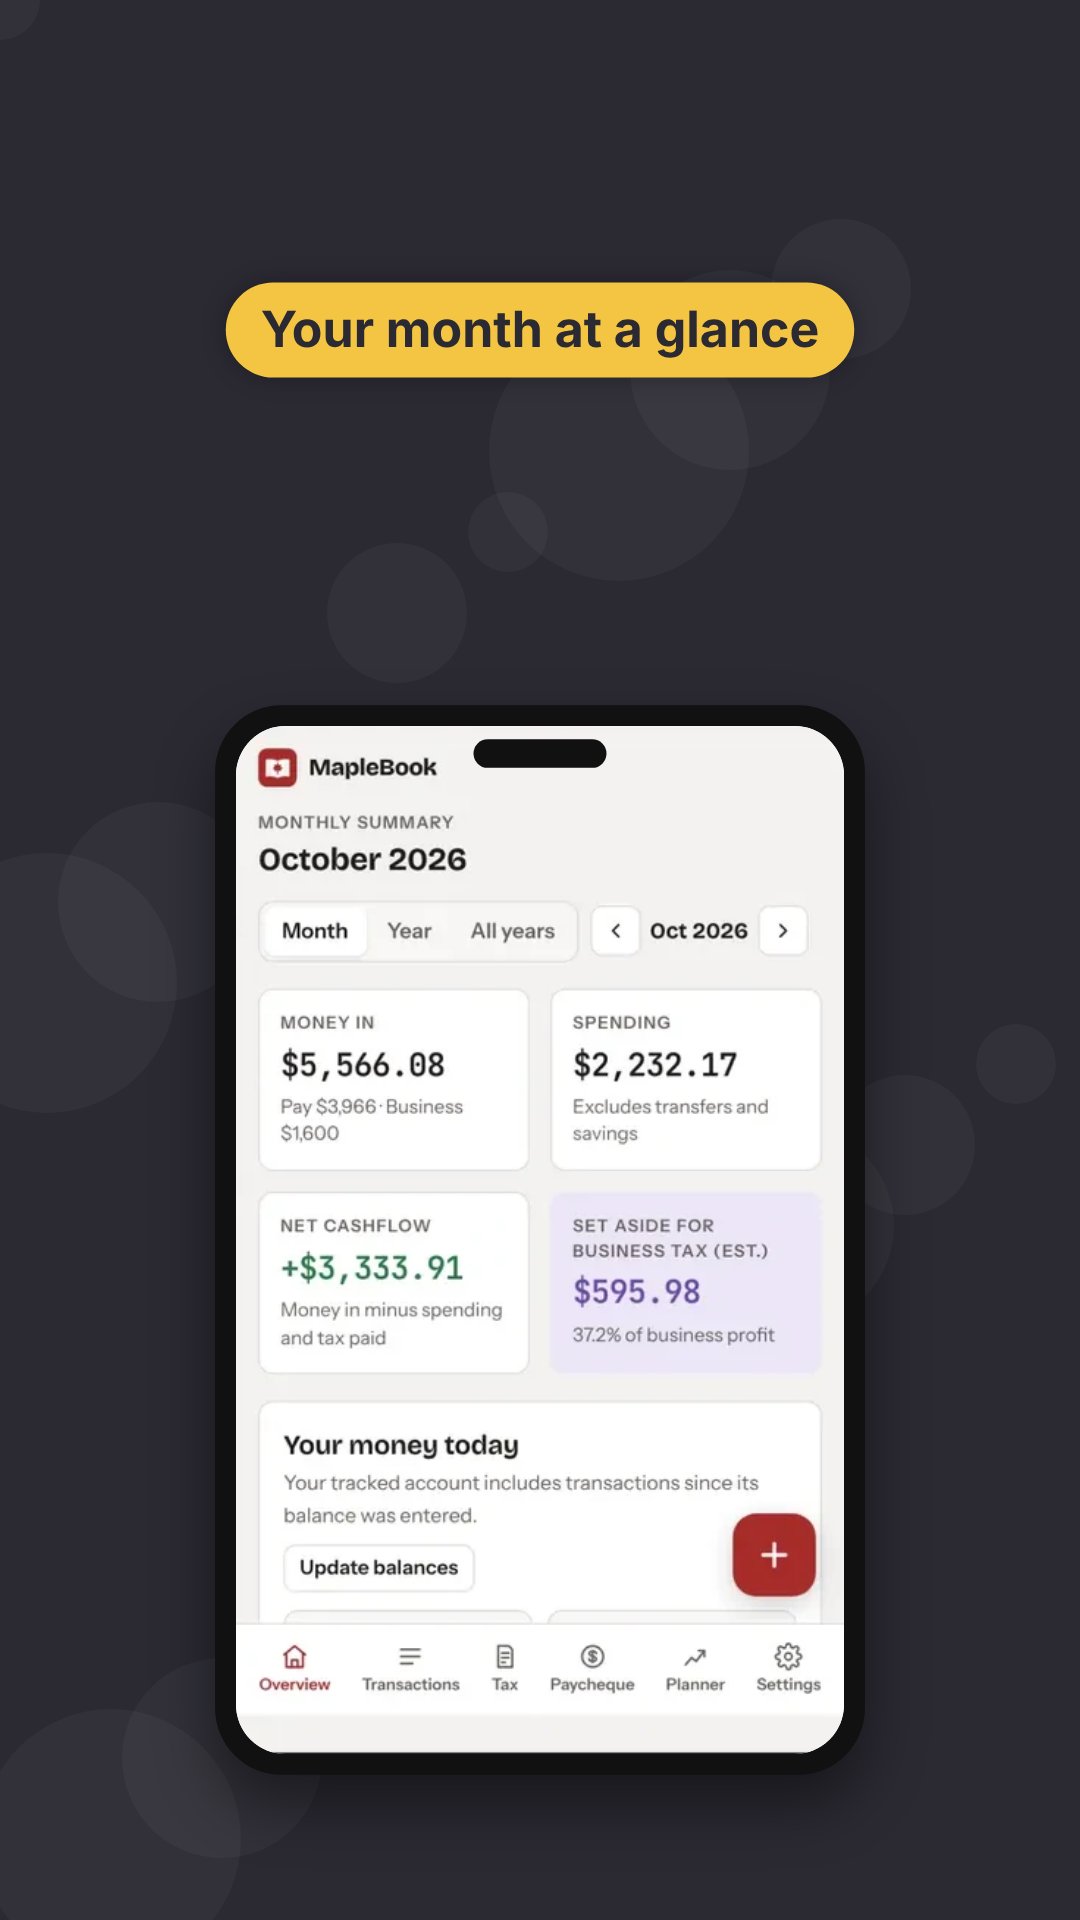 Your month at a glance
MapleBook
MONTHLY SUMMARY
October 2026
Month Year All years Oct 2026
MONEY IN
$5,566.08
Pay $3,966 · Business
$1,600
SPENDING
$2,232.17
Excludes transfers and
savings
NET CASHFLOW
+$3,333.91
Money in minus spending
and tax paid
SET ASIDE FOR
BUSINESS TAX (EST.)
$595.98
37.2% of business profit
Your money today
Your tracked account includes transactions since its
balance was entered.
Update balances
Overview Transactions Tax Paycheque Planner Settings